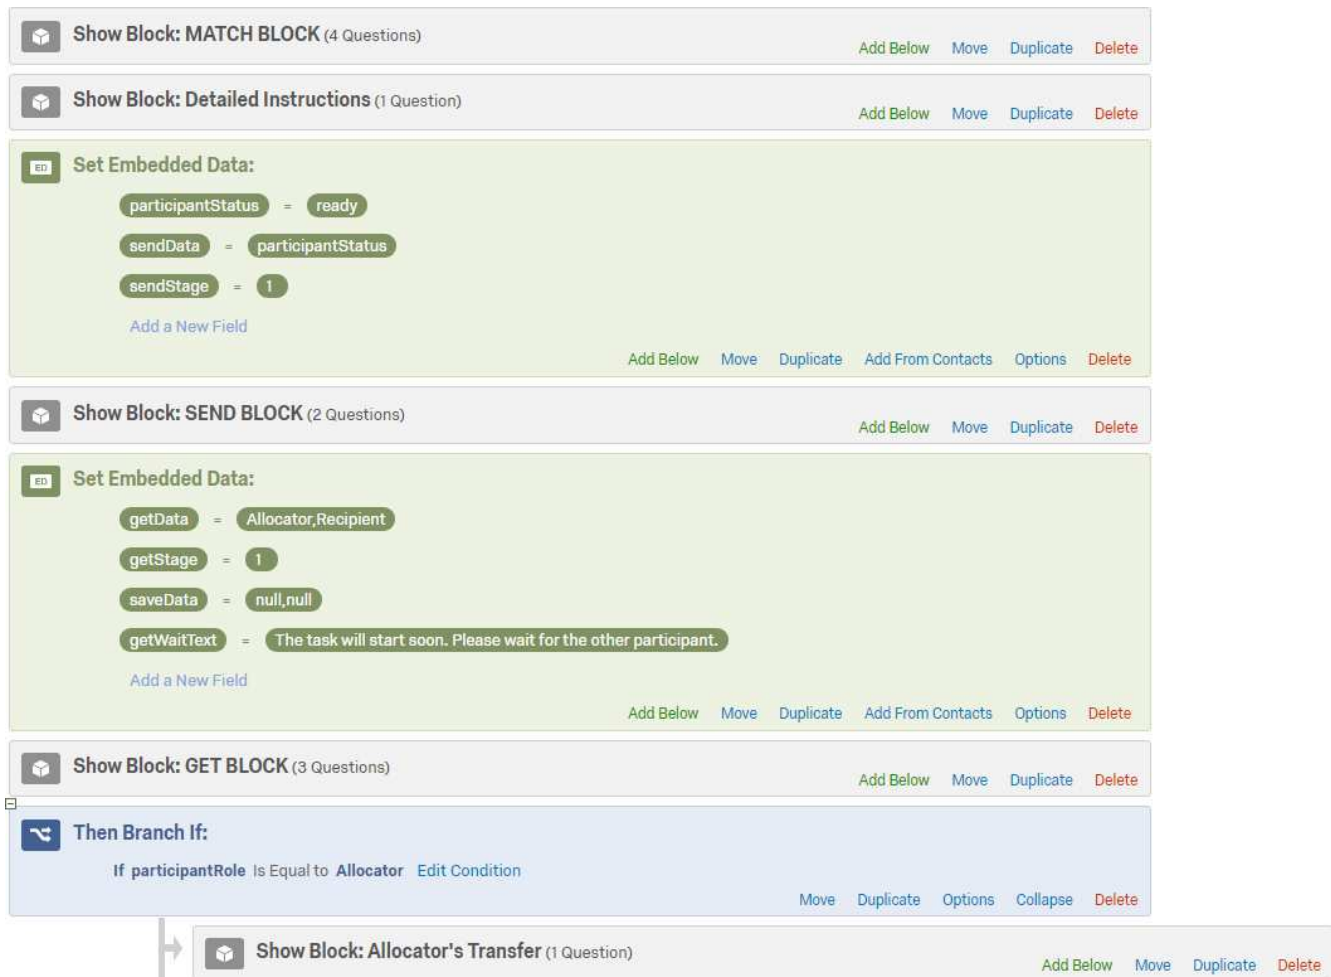 Show Block: MATCH BLOCK (4 Questions)
Add Below Move Duplicate Delete
Show Block: Detailed Instructions (1 Question)
Add Below Move Duplicate Delete
ED Set Embedded Data:
participantStatus = ready
sendData = participantStatus
sendStage = 1
Add a New Field
Add Below Move Duplicate Add From Contacts Options Delete
Show Block: SEND BLOCK (2 Questions)
Add Below Move Duplicate Delete
ED Set Embedded Data:
getData = Allocator,Recipient
getStage = 1
saveData = null,null
getWaitText = The task will start soon. Please wait for the other participant.
Add a New Field
Add Below Move Duplicate Add From Contacts Options Delete
Show Block: GET BLOCK (3 Questions)
Add Below Move Duplicate Delete
Then Branch If:
If participantRole Is Equal to Allocator Edit Condition
Move Duplicate Options Collapse Delete
Show Block: Allocator's Transfer (1 Question)
Add Below Move Duplicate Delete